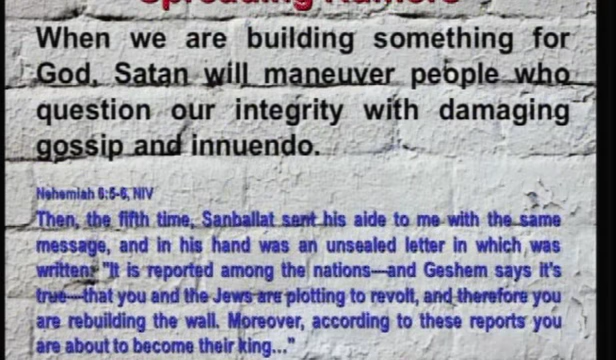 Spreading Rumors
When we are building something for
God, Satan will maneuver people who
question our integrity with damaging
gossip and innuendo.
Nehemiah 6:5-6, NIV
Then, the fifth time, Sanballat sent his aide to me with the same
message, and in his hand was an unsealed letter in which was
written: "It is reported among the nations—and Geshem says it's
true—that you and the Jews are plotting to revolt, and therefore you
are rebuilding the wall. Moreover, according to these reports you
are about to become their king..."